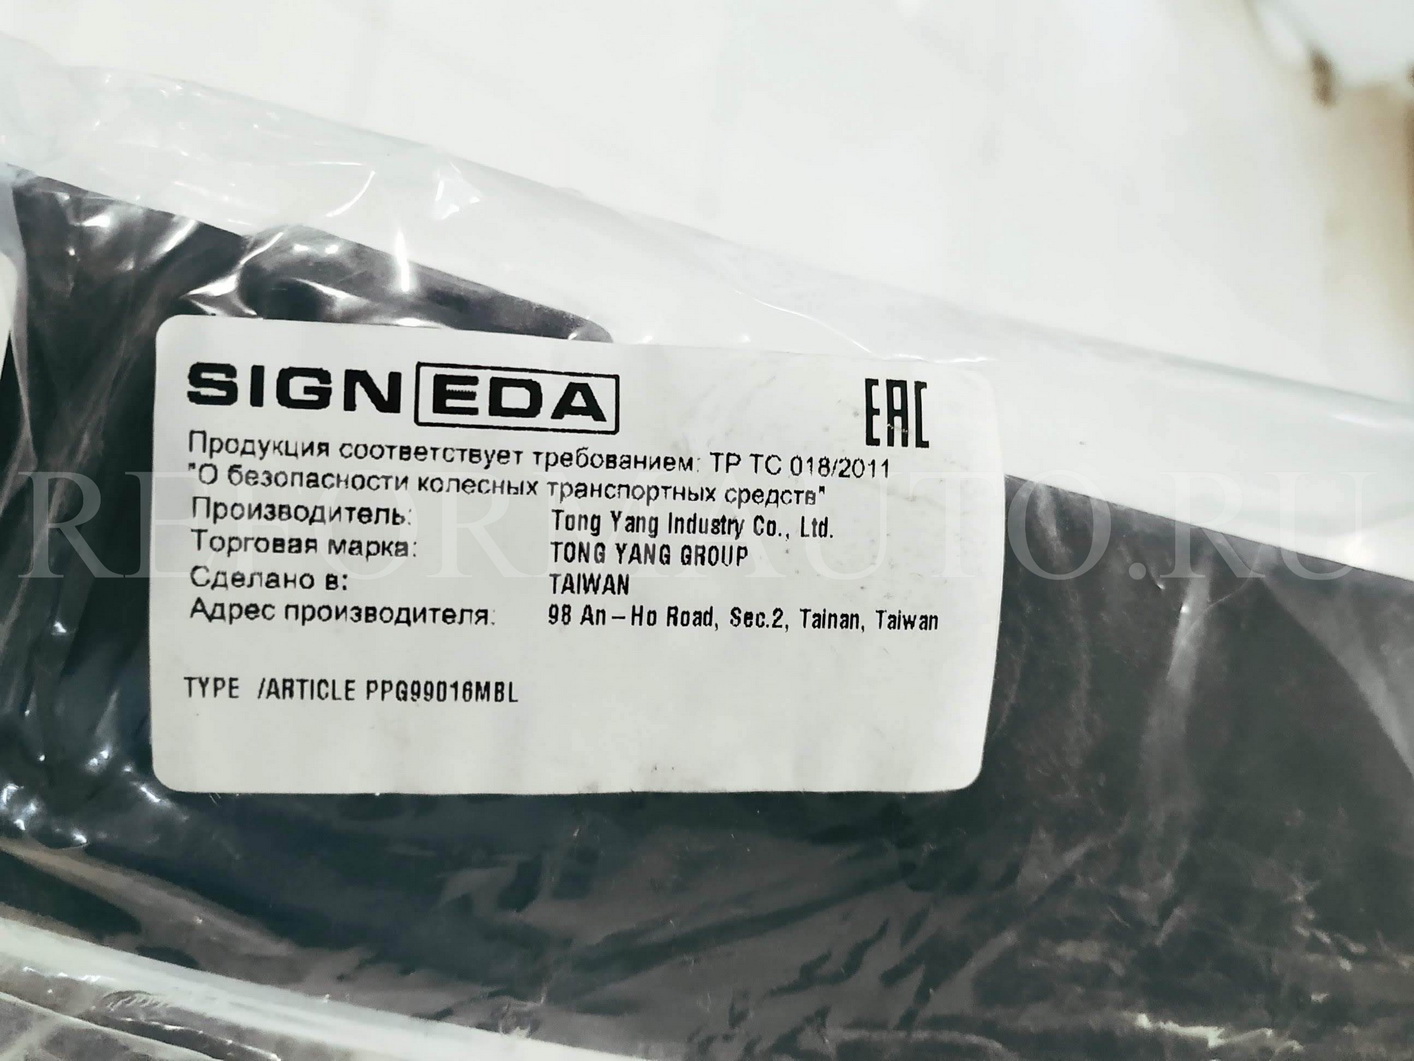 SIGNEDA
EAC
Продукция соответствует требованием: ТР ТС 018/2011
"О безопасности колесных транспортных средств"
Производитель: Tong Yang Industry Co., Ltd.
Торговая марка: TONG YANG GROUP
Сделано в: TAIWAN
Адрес производителя: 98 An-Ho Road, Sec.2, Tainan, Taiwan
TYPE /ARTICLE PPG99016MBL
REFORMAUTO.RU